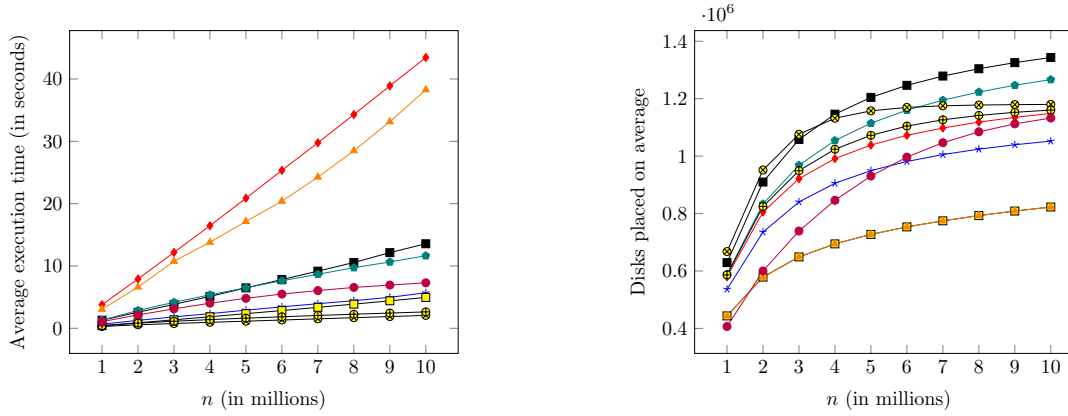 Average execution time (in seconds)
40
30
20
10
0
1 2 3 4 5 6 7 8 9 10
n (in millions)
·10⁶
Disks placed on average
1.4
1.2
1
0.8
0.6
0.4
1 2 3 4 5 6 7 8 9 10
n (in millions)